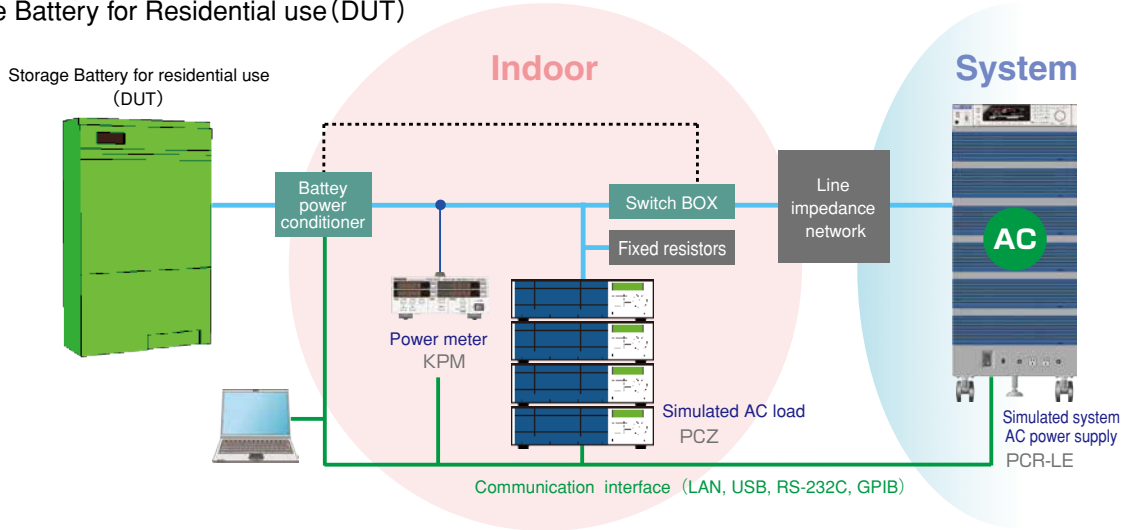 e Battery for Residential use(DUT)
Indoor
System
Storage Battery for residential use
(DUT)
Battey
power
conditioner
Switch BOX
Line
impedance
network
Fixed resistors
AC
Power meter
KPM
Simulated AC load
PCZ
Simulated system
AC power supply
PCR-LE
Communication interface (LAN, USB, RS-232C, GPIB)